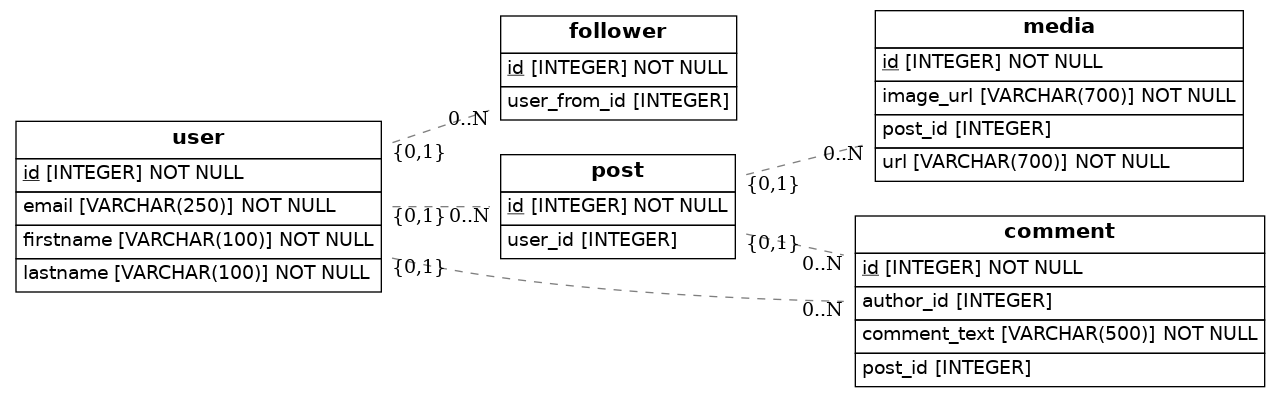 user
id [INTEGER] NOT NULL
email [VARCHAR(250)] NOT NULL
firstname [VARCHAR(100)] NOT NULL
lastname [VARCHAR(100)] NOT NULL
{0,1}
0..N
{0,1}
0..N
{0,1}
0..N
follower
id [INTEGER] NOT NULL
user_from_id [INTEGER]
post
id [INTEGER] NOT NULL
user_id [INTEGER]
{0,1}
0..N
{0,1}
0..N
media
id [INTEGER] NOT NULL
image_url [VARCHAR(700)] NOT NULL
post_id [INTEGER]
url [VARCHAR(700)] NOT NULL
comment
id [INTEGER] NOT NULL
author_id [INTEGER]
comment_text [VARCHAR(500)] NOT NULL
post_id [INTEGER]